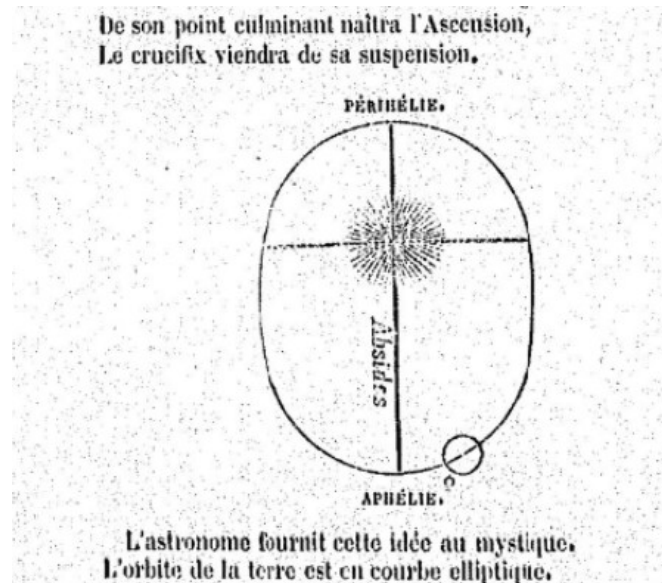 De son point culminant naîtra l'Ascension,
Le crucifix viendra de sa suspension.
PÉRIHÉLIE.
Absides
APHÉLIE.
L'astronome fournit cette idée au mystique.
L'orbite de la terre est en courbe elliptique.